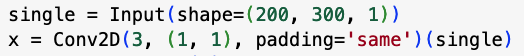 single = Input(shape=(200, 300, 1))
x = Conv2D(3, (1, 1), padding='same')(single)